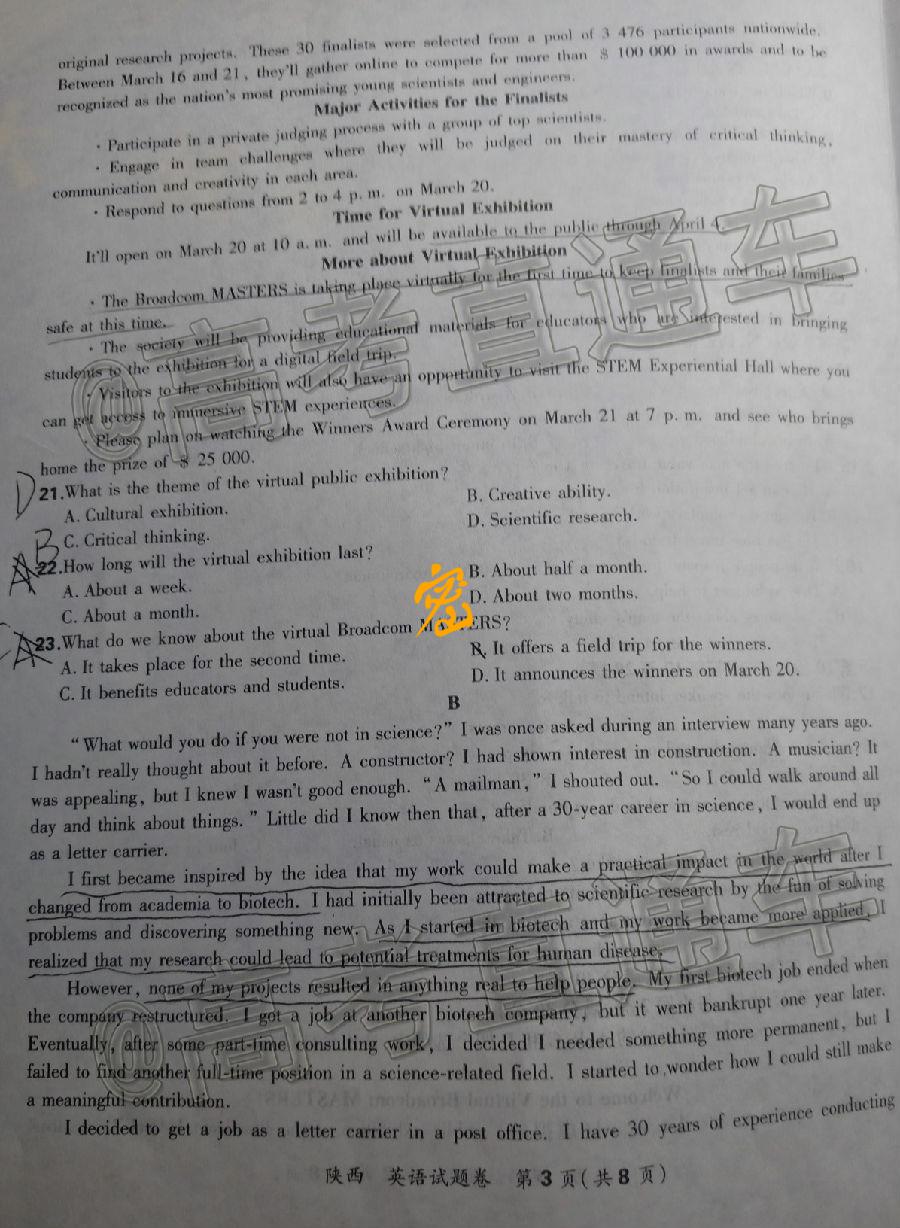 original research projects. These 30 finalists were selected from a pool of 3 476 participants nationwide.
Between March 16 and 21, they'll gather online to compete for more than $ 100 000 in awards and to be
recognized as the nation's most promising young scientists and engineers.
Major Activities for the Finalists
· Participate in a private judging process with a group of top scientists.
· Engage in team challenges where they will be judged on their mastery of critical thinking,
communication and creativity in each area.
· Respond to questions from 2 to 4 p. m. on March 20.
Time for Virtual Exhibition
It'll open on March 20 at 10 a. m. and will be available to the public through April 4.
More about Virtual Exhibition
· The Broadcom MASTERS is taking place virtually for the first time to keep finalists and their families
safe at this time.
· The society will be providing educational materials for educators who are interested in bringing
students to the exhibition for a digital field trip.
· Visitors to the exhibition will also have an opportunity to visit the STEM Experiential Hall where you
can get access to immersive STEM experiences.
· Please plan on watching the Winners Award Ceremony on March 21 at 7 p. m. and see who brings
home the prize of $ 25 000.
D 21.What is the theme of the virtual public exhibition?
A. Cultural exhibition.
B. Creative ability.
C. Critical thinking.
D. Scientific research.
B
A 22.How long will the virtual exhibition last?
A. About a week.
B. About half a month.
C. About a month.
D. About two months.
A 23.What do we know about the virtual Broadcom MASTERS?
A. It takes place for the second time.
B. It offers a field trip for the winners.
C. It benefits educators and students.
D. It announces the winners on March 20.
密
B
"What would you do if you were not in science?" I was once asked during an interview many years ago.
I hadn't really thought about it before. A constructor? I had shown interest in construction. A musician? It
was appealing, but I knew I wasn't good enough. "A mailman," I shouted out. "So I could walk around all
day and think about things." Little did I know then that, after a 30-year career in science, I would end up
as a letter carrier.
I first became inspired by the idea that my work could make a practical impact in the world after I
changed from academia to biotech. I had initially been attracted to scientific research by the fun of solving
problems and discovering something new. As I started in biotech and my work became more applied, I
realized that my research could lead to potential treatments for human disease.
However, none of my projects resulted in anything real to help people. My first biotech job ended when
the company restructured. I got a job at another biotech company, but it went bankrupt one year later.
Eventually, after some part-time consulting work, I decided I needed something more permanent, but I
failed to find another full-time position in a science-related field. I started to wonder how I could still make
a meaningful contribution.
I decided to get a job as a letter carrier in a post office. I have 30 years of experience conducting
陕西 英语试题卷 第3页(共8页)
@高考直通车
@高考直通车